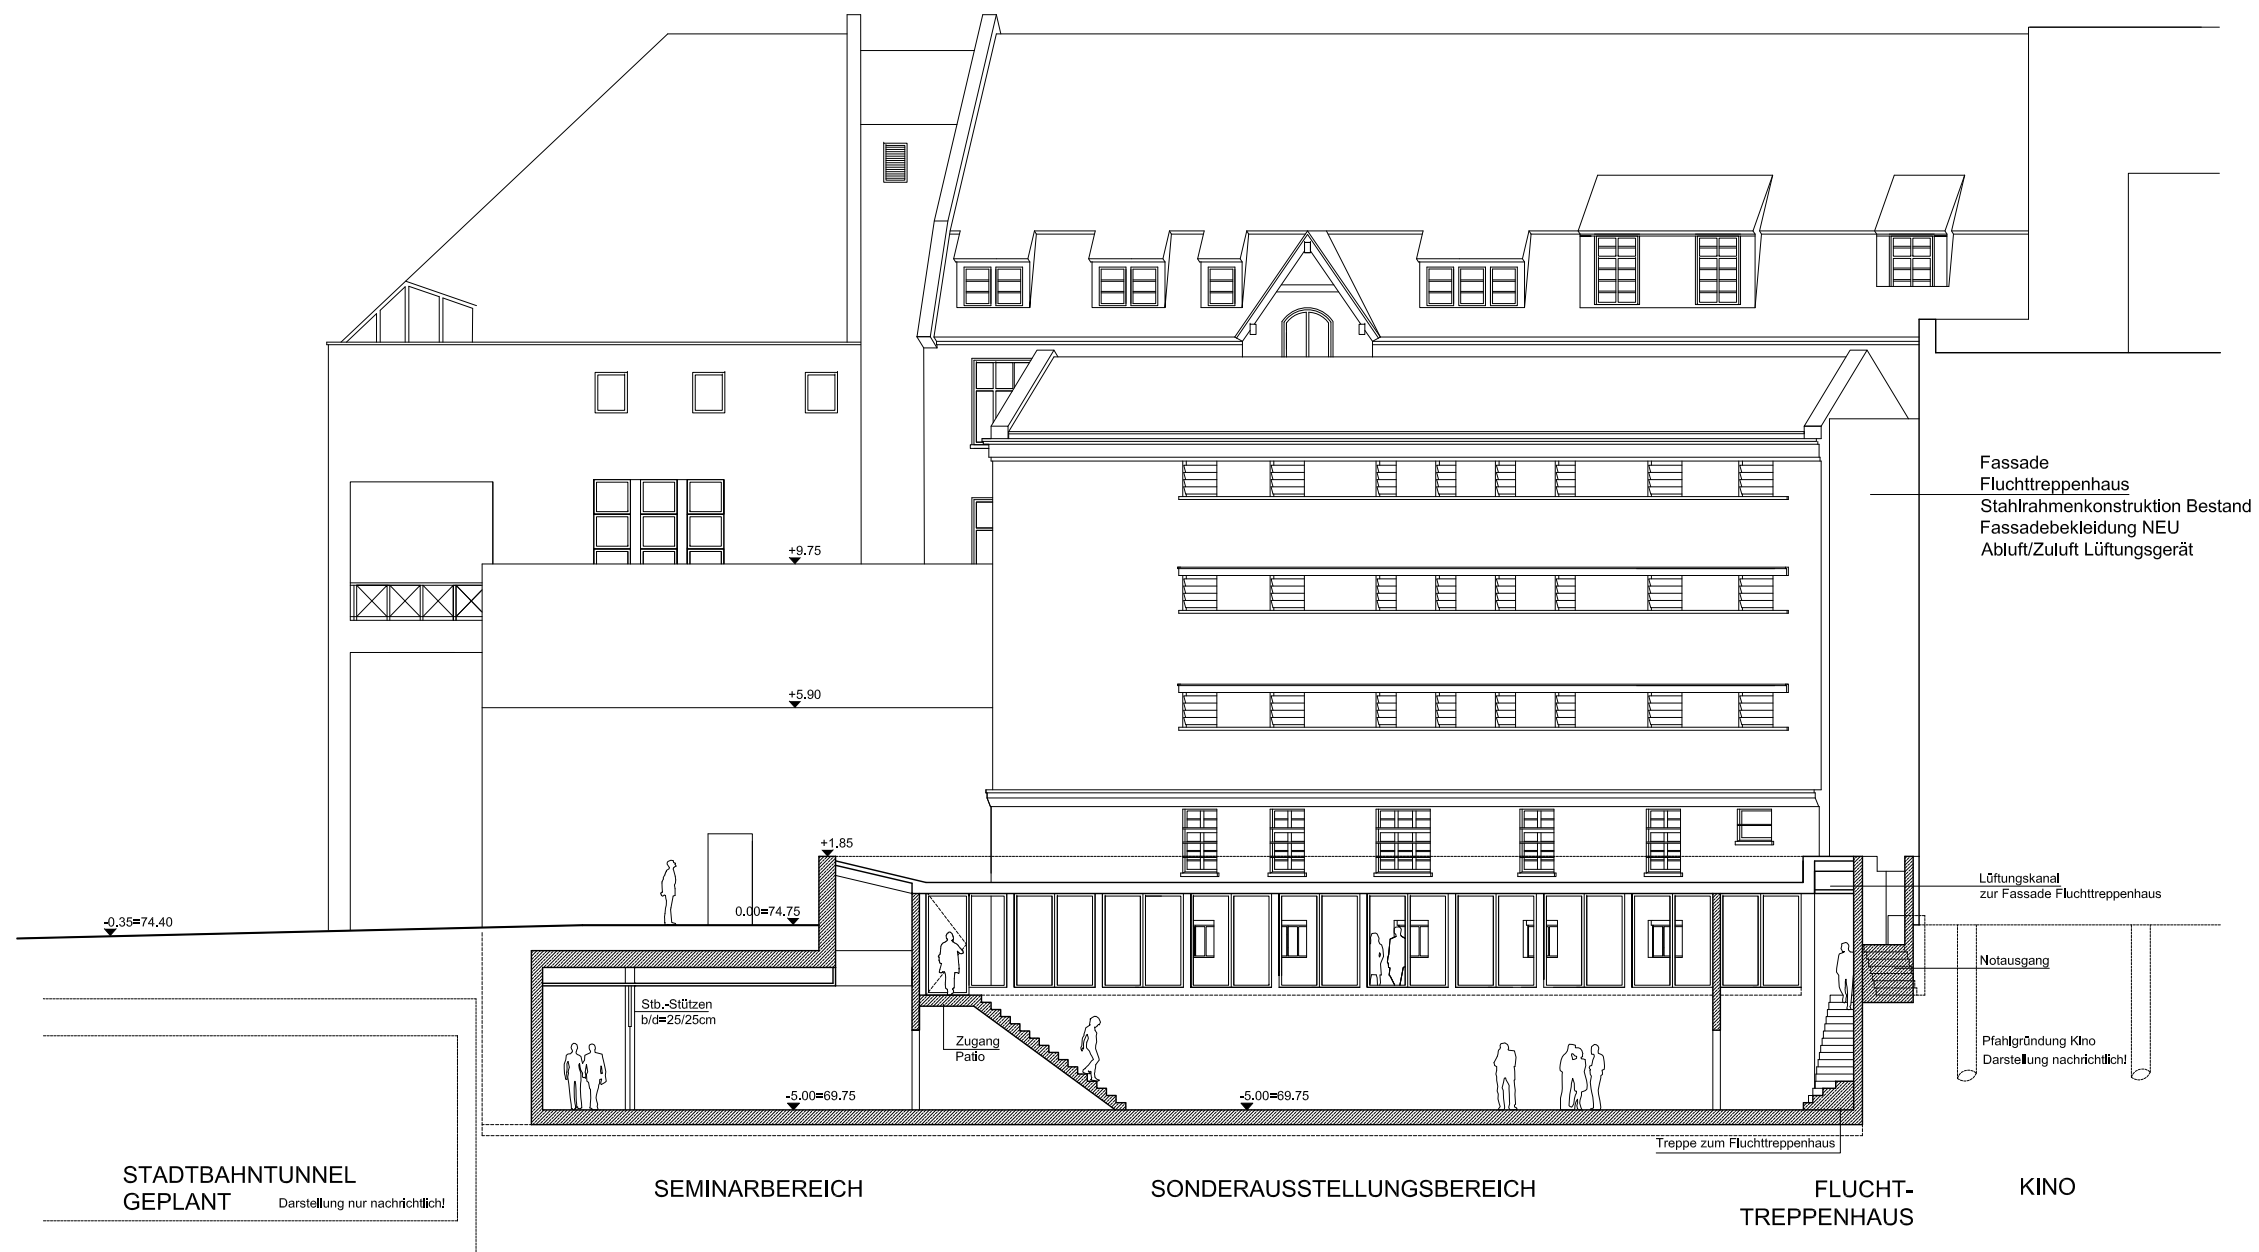 Fassade
Fluchttreppenhaus
Stahlrahmenkonstruktion Bestand
Fassadebekleidung NEU
Abluft/Zuluft Lüftungsgerät
+9.75
+5.90
+1.85
Lüftungskanal
zur Fassade Fluchttreppenhaus
-0.35=74.40
0.00=74.75
Notausgang
Stb.-Stützen
b/d=25/25cm
Zugang
Patio
Pfahlgründung Kino
Darstellung nachrichtlich!
-5.00=69.75
-5.00=69.75
Treppe zum Fluchttreppenhaus
STADTBAHNTUNNEL
GEPLANT
Darstellung nur nachrichtlich!
SEMINARBEREICH
SONDERAUSSTELLUNGSBEREICH
FLUCHT-
TREPPENHAUS
KINO